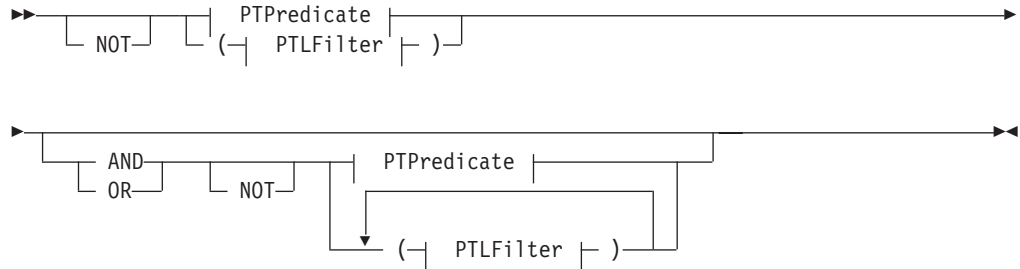 PTPredicate
NOT ( PTLFilter )
AND PTPredicate
OR NOT
( PTLFilter )